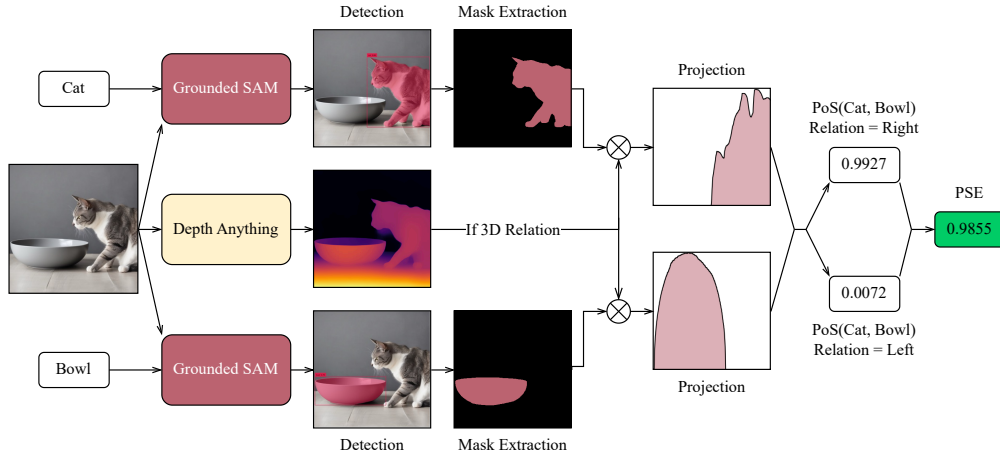 Detection
Mask Extraction
Cat
Grounded SAM
Projection
PoS(Cat, Bowl)
Relation = Right
0.9927
PSE
Depth Anything
If 3D Relation
0.9855
0.0072
PoS(Cat, Bowl)
Relation = Left
Bowl
Grounded SAM
Projection
Detection
Mask Extraction